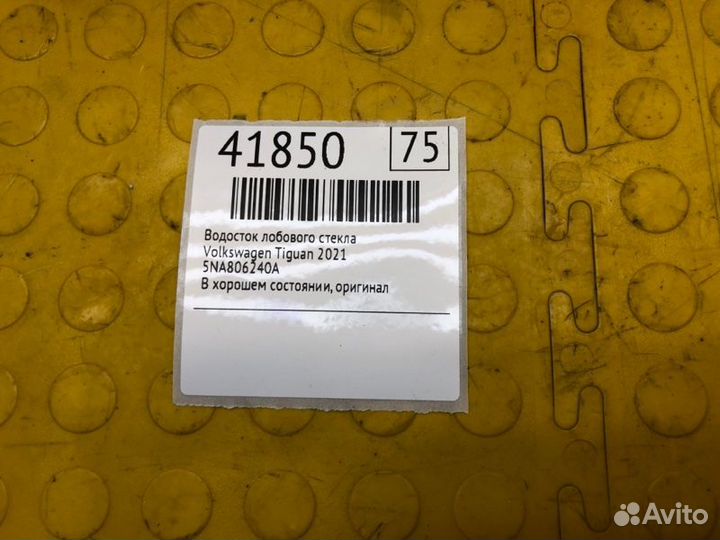 41850 75
Водосток лобового стекла
Volkswagen Tiguan 2021
5NA806240A
В хорошем состоянии, оригинал
Avito